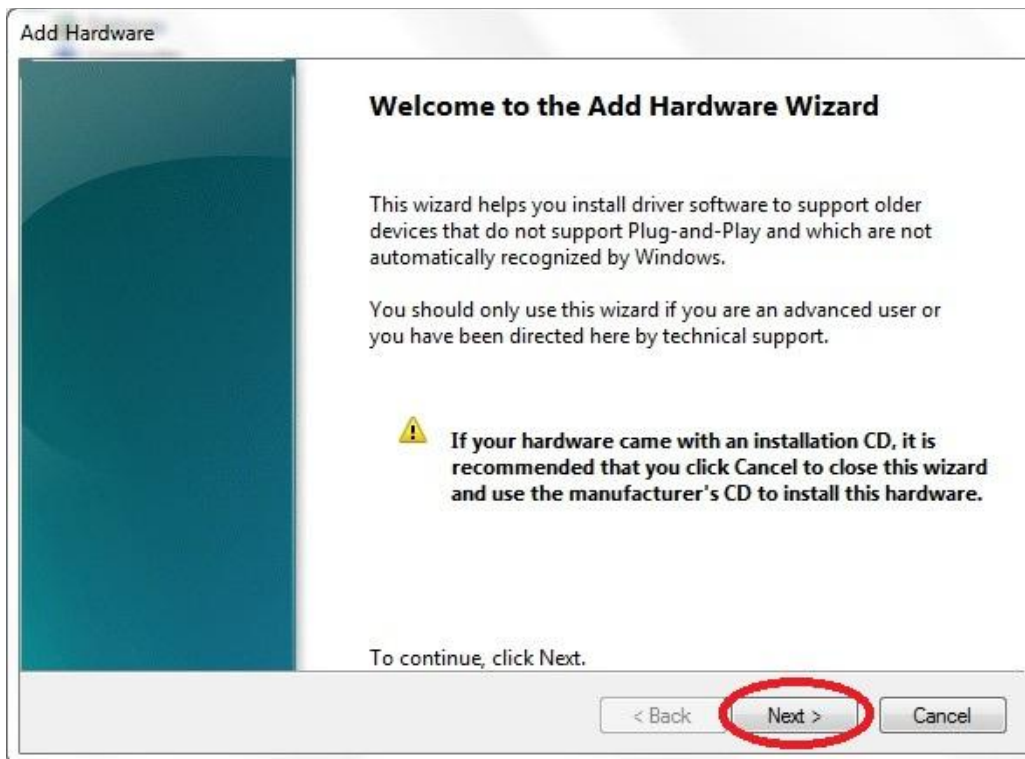 Add Hardware
Welcome to the Add Hardware Wizard
This wizard helps you install driver software to support older
devices that do not support Plug-and-Play and which are not
automatically recognized by Windows.
You should only use this wizard if you are an advanced user or
you have been directed here by technical support.
If your hardware came with an installation CD, it is
recommended that you click Cancel to close this wizard
and use the manufacturer's CD to install this hardware.
To continue, click Next.
< Back Next > Cancel